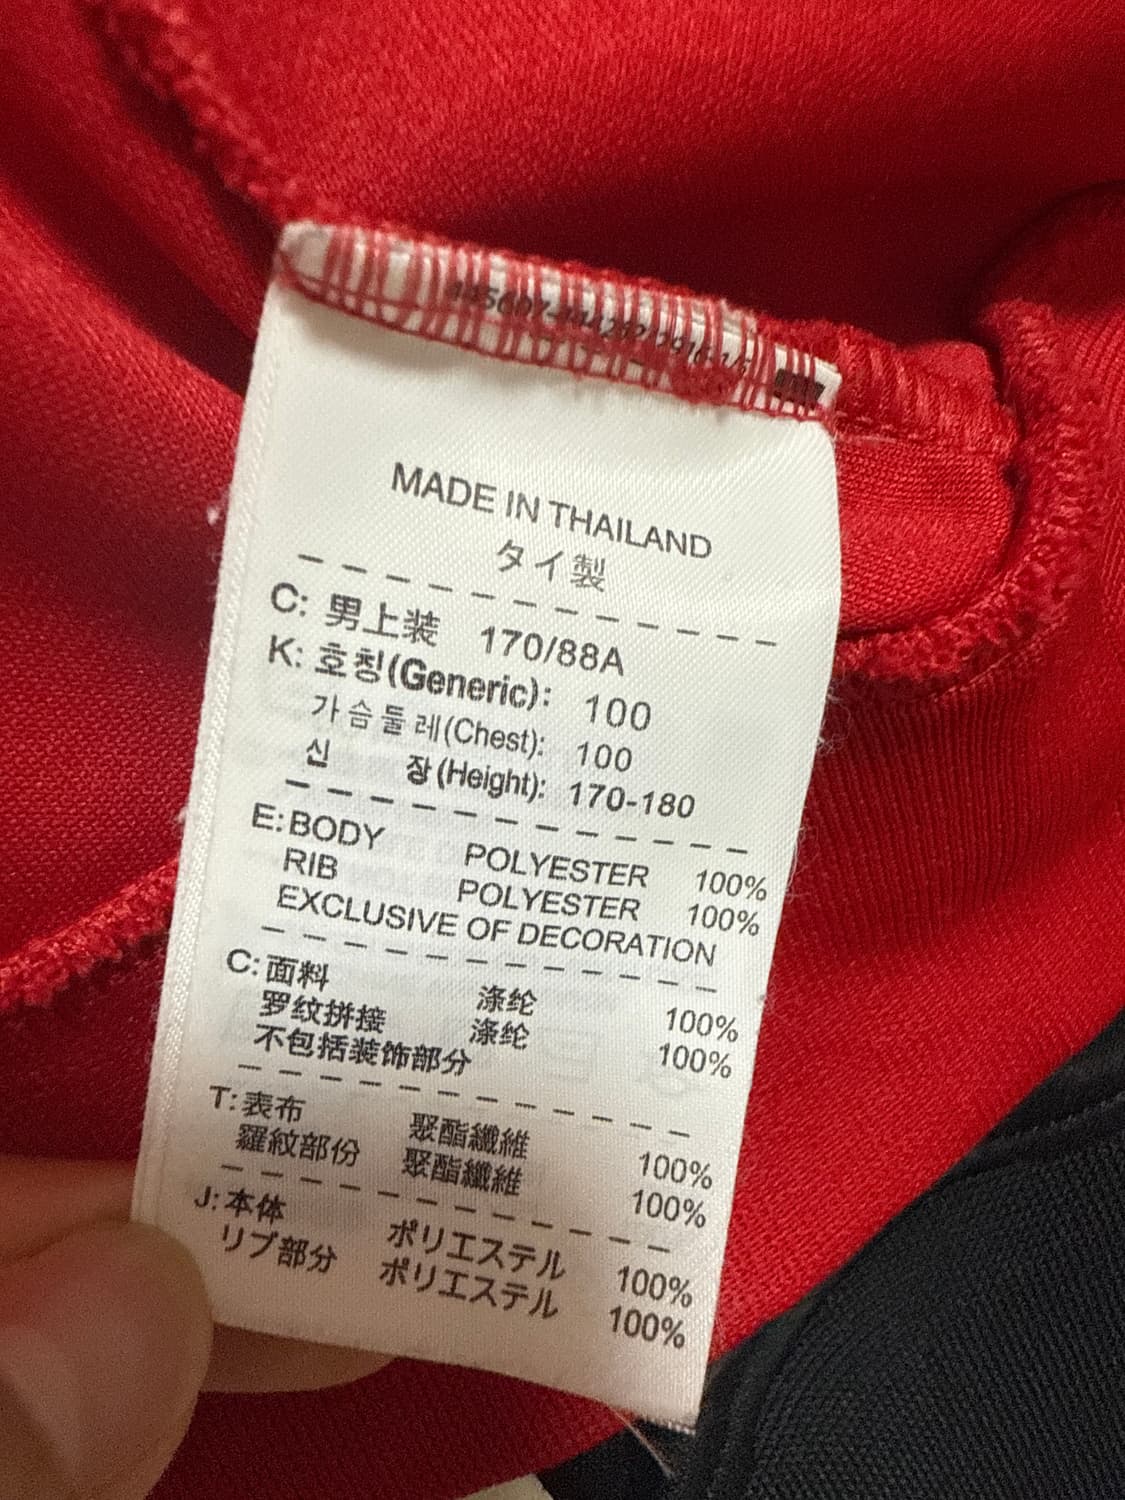 MADE IN THAILAND
タイ製
C: 男上装 170/88A
K: 호칭(Generic): 100
가슴둘레(Chest): 100
신 장(Height): 170-180
E: BODY POLYESTER 100%
RIB POLYESTER 100%
EXCLUSIVE OF DECORATION
C: 面料 涤纶 100%
罗纹拼接 涤纶 100%
不包括装饰部分
T: 表布 聚酯纖維 100%
羅紋部份 聚酯纖維 100%
J: 本体 ポリエステル 100%
リブ部分 ポリエステル 100%